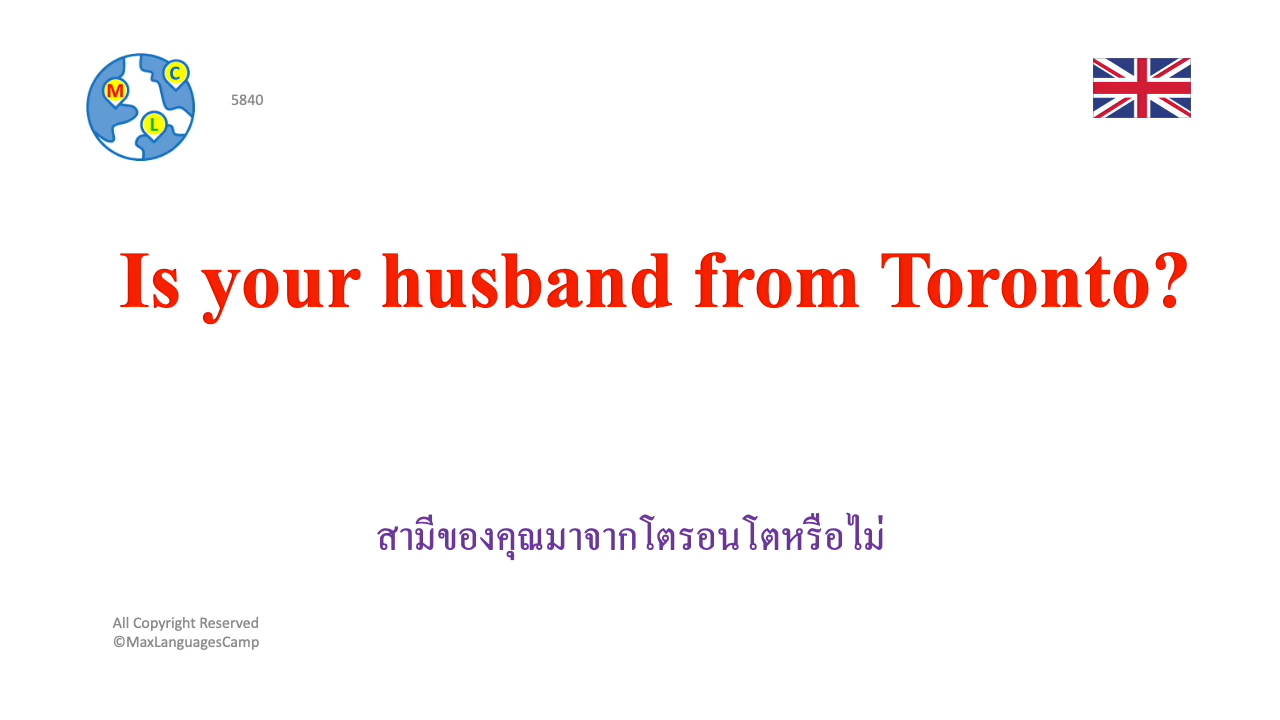 C
M
L
5840
Is your husband from Toronto?
สามีของคุณมาจากโตรอนโตหรือไม่
All Copyright Reserved
©MaxLanguagesCamp